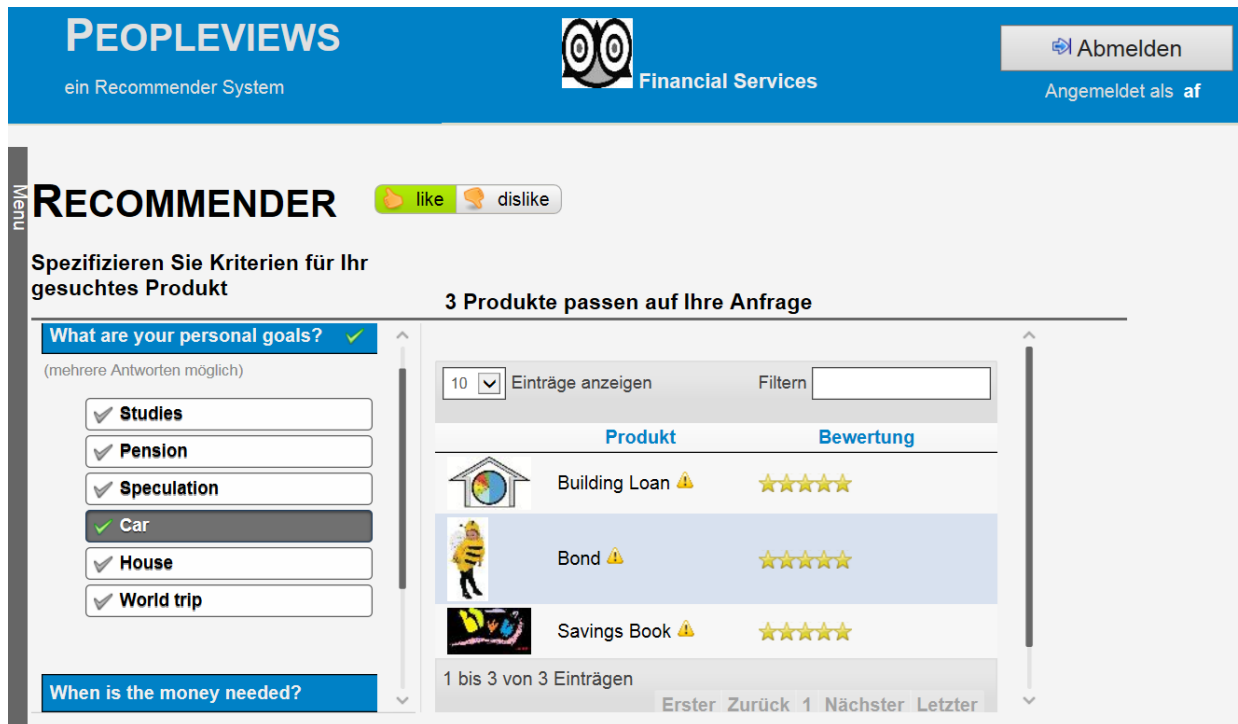 PEOPLEVIEWS
ein Recommender System
Financial Services
Abmelden
Angemeldet als af
Menu
RECOMMENDER
like
dislike
Spezifizieren Sie Kriterien für Ihr
gesuchtes Produkt
3 Produkte passen auf Ihre Anfrage
What are your personal goals?
(mehrere Antworten möglich)
Studies
Pension
Speculation
Car
House
World trip
When is the money needed?
10 Einträge anzeigen
Filtern
Produkt Bewertung
Building Loan
Bond
Savings Book
1 bis 3 von 3 Einträgen
Erster Zurück 1 Nächster Letzter